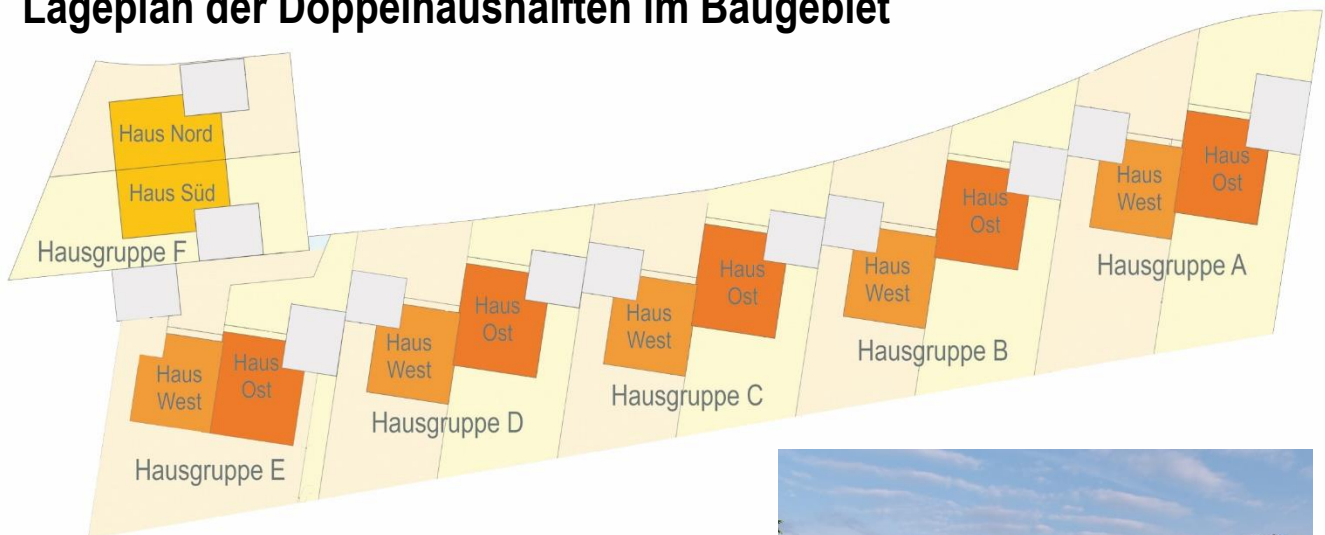 Lageplan der Doppelhaushälften im Baugebiet
Haus Nord
Haus Süd
Hausgruppe F
Haus
West
Haus
Ost
Hausgruppe E
Haus
West
Haus
Ost
Hausgruppe D
Haus
West
Haus
Ost
Hausgruppe C
Haus
West
Haus
Ost
Hausgruppe B
Haus
West
Haus
Ost
Hausgruppe A